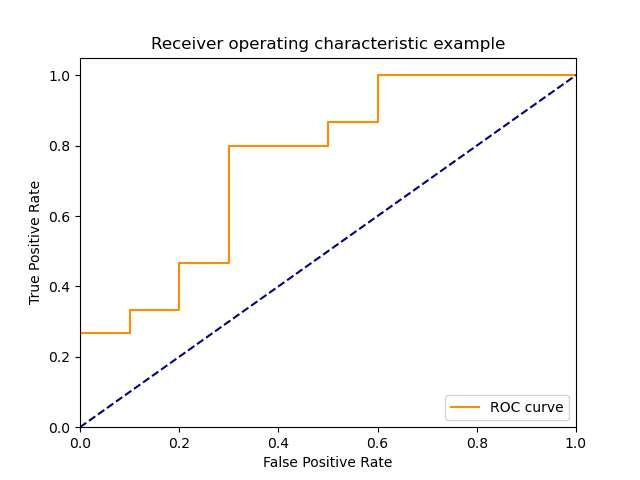 Receiver operating characteristic example
True Positive Rate
1.0
0.8
0.6
0.4
0.2
0.0
0.0 0.2 0.4 0.6 0.8 1.0
False Positive Rate
ROC curve